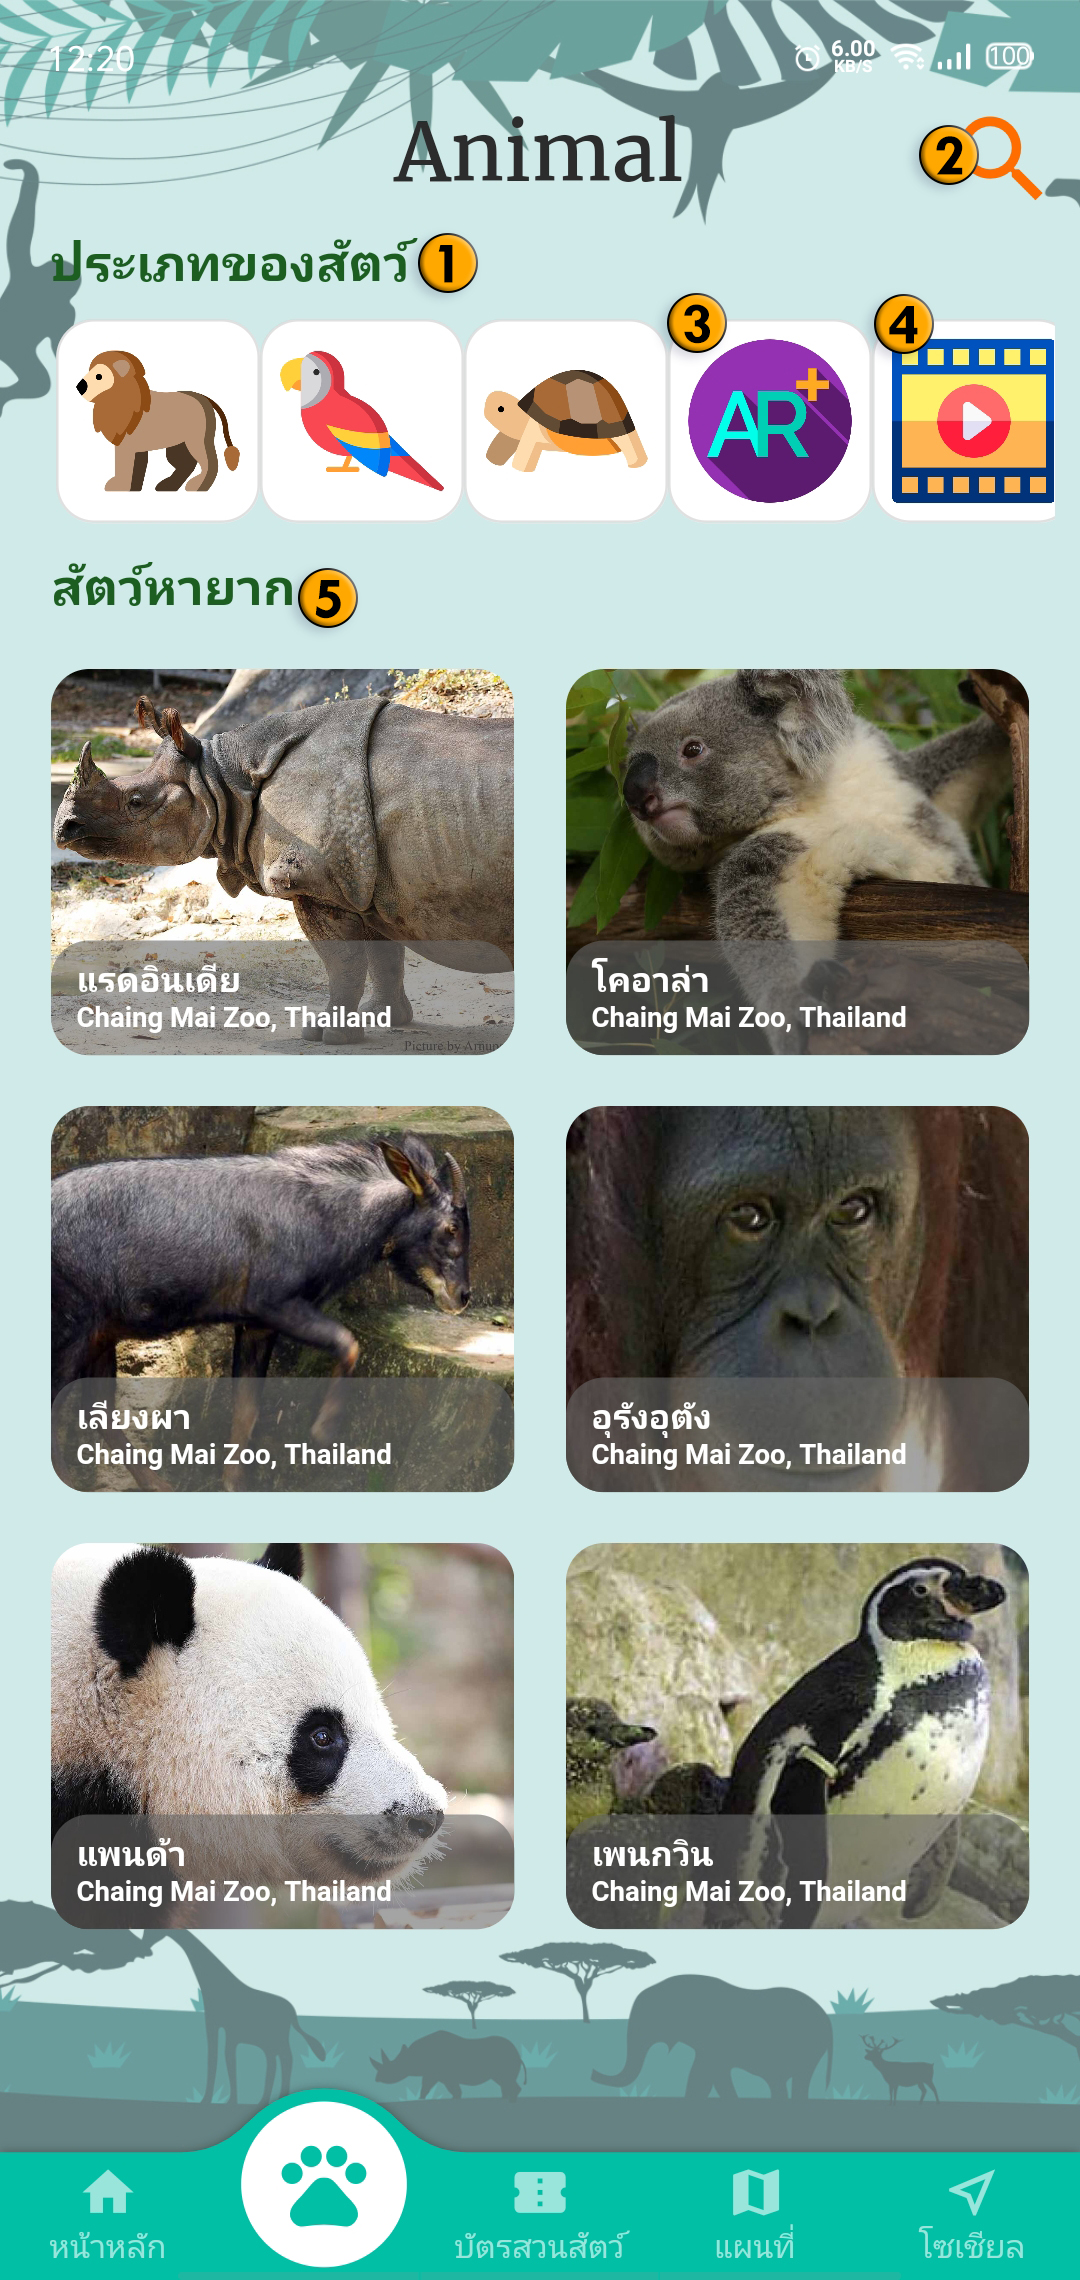 12:20
6.00
KB/S
100
Animal
2
ประเภทของสัตว์ 1
3
4
AR+
สัตว์หายาก 5
แรดอินเดีย
Chaing Mai Zoo, Thailand
Picture by Arnup
โคอาล่า
Chaing Mai Zoo, Thailand
เลียงผา
Chaing Mai Zoo, Thailand
อุรังอุตัง
Chaing Mai Zoo, Thailand
แพนด้า
Chaing Mai Zoo, Thailand
เพนกวิน
Chaing Mai Zoo, Thailand
หน้าหลัก
บัตรสวนสัตว์
แผนที่
โซเชียล